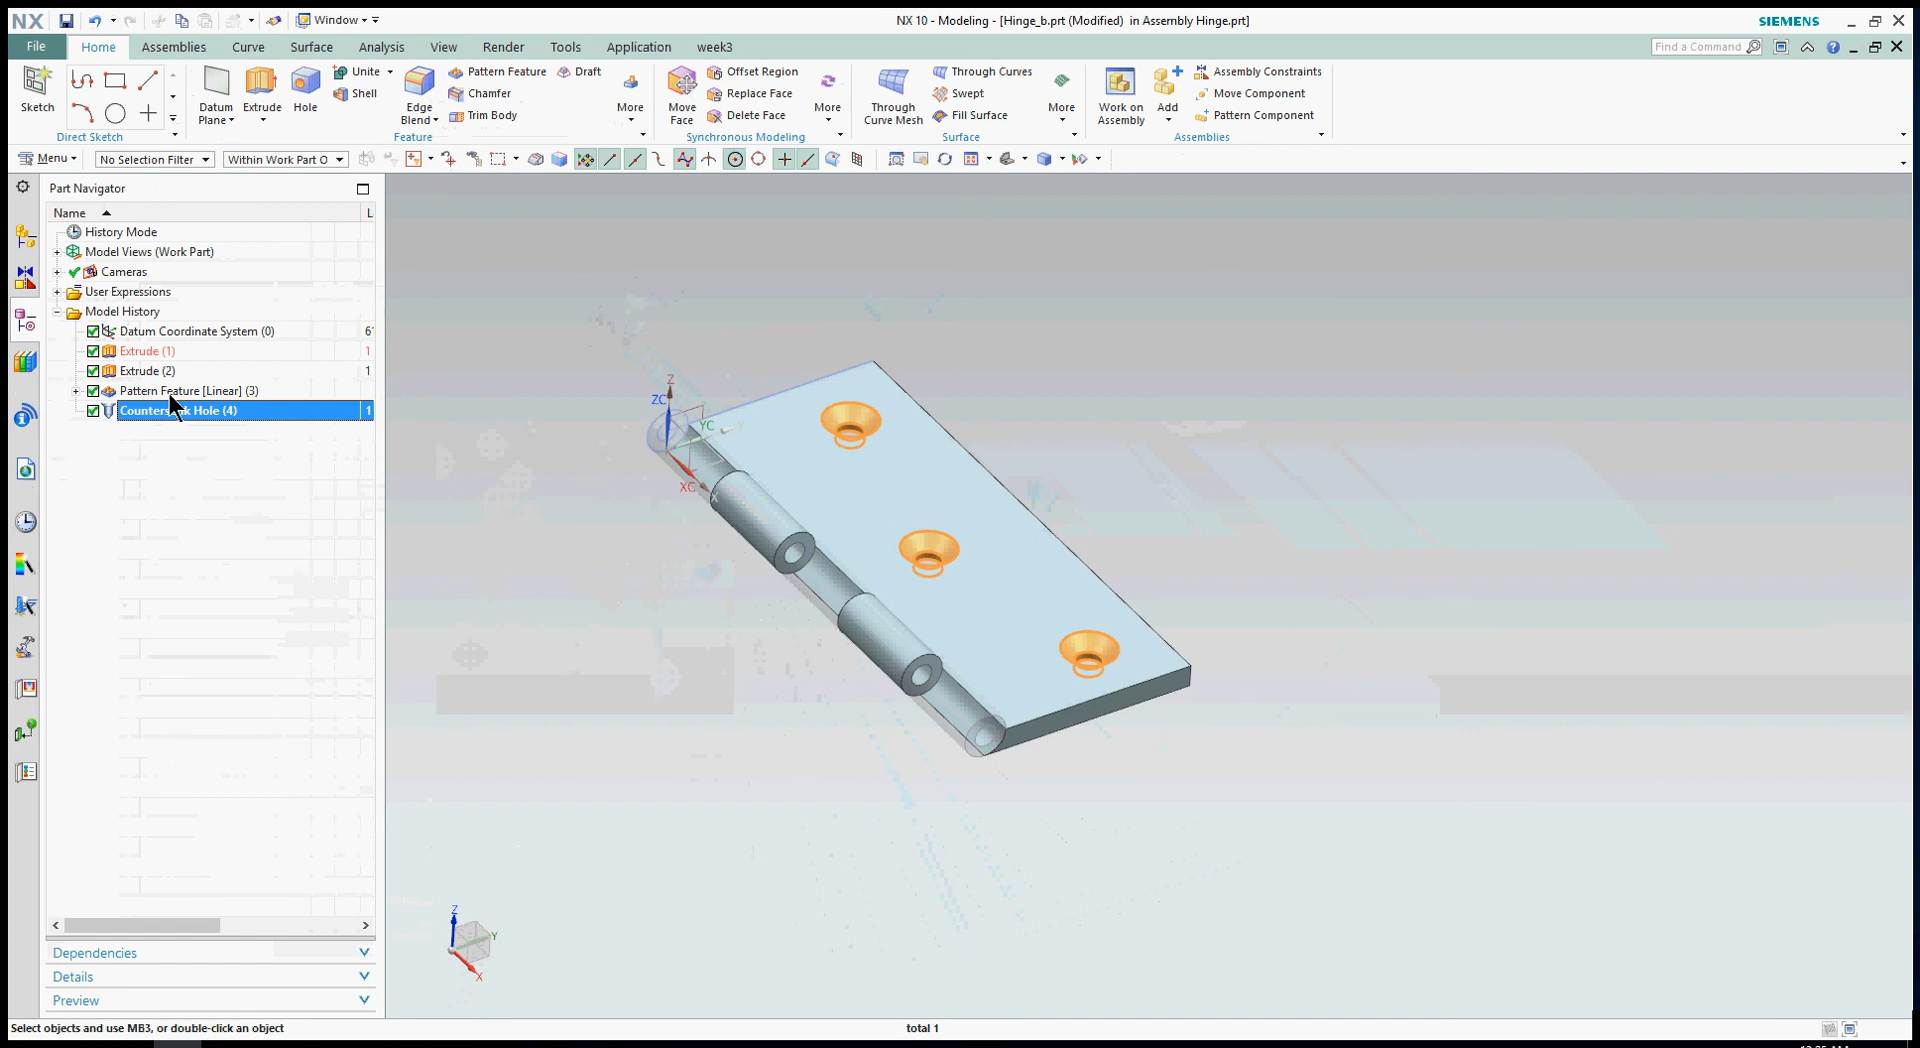 NX Window NX 10 - Modeling - [Hinge_b.prt (Modified) in Assembly Hinge.prt] SIEMENS
File Home Assemblies Curve Surface Analysis View Render Tools Application week3 Find a Command
Sketch
Direct Sketch
Datum Plane
Extrude
Hole
Unite
Shell
Edge Blend
Pattern Feature
Chamfer
Trim Body
Draft
More
Feature
Move Face
Offset Region
Replace Face
Delete Face
More
Synchronous Modeling
Through Curve Mesh
Through Curves
Swept
Fill Surface
More
Surface
Work on Assembly
Add
Assembly Constraints
Move Component
Pattern Component
Assemblies
Menu No Selection Filter Within Work Part O
Part Navigator
Name L
History Mode
Model Views (Work Part)
Cameras
User Expressions
Model History
Datum Coordinate System (0) 6
Extrude (1) 1
Extrude (2) 1
Pattern Feature [Linear] (3)
Hole (4) 1
Z
ZC
YC
XC
X
Z
Y
X
Dependencies
Details
Preview
Select objects and use MB3, or double-click an object total 1